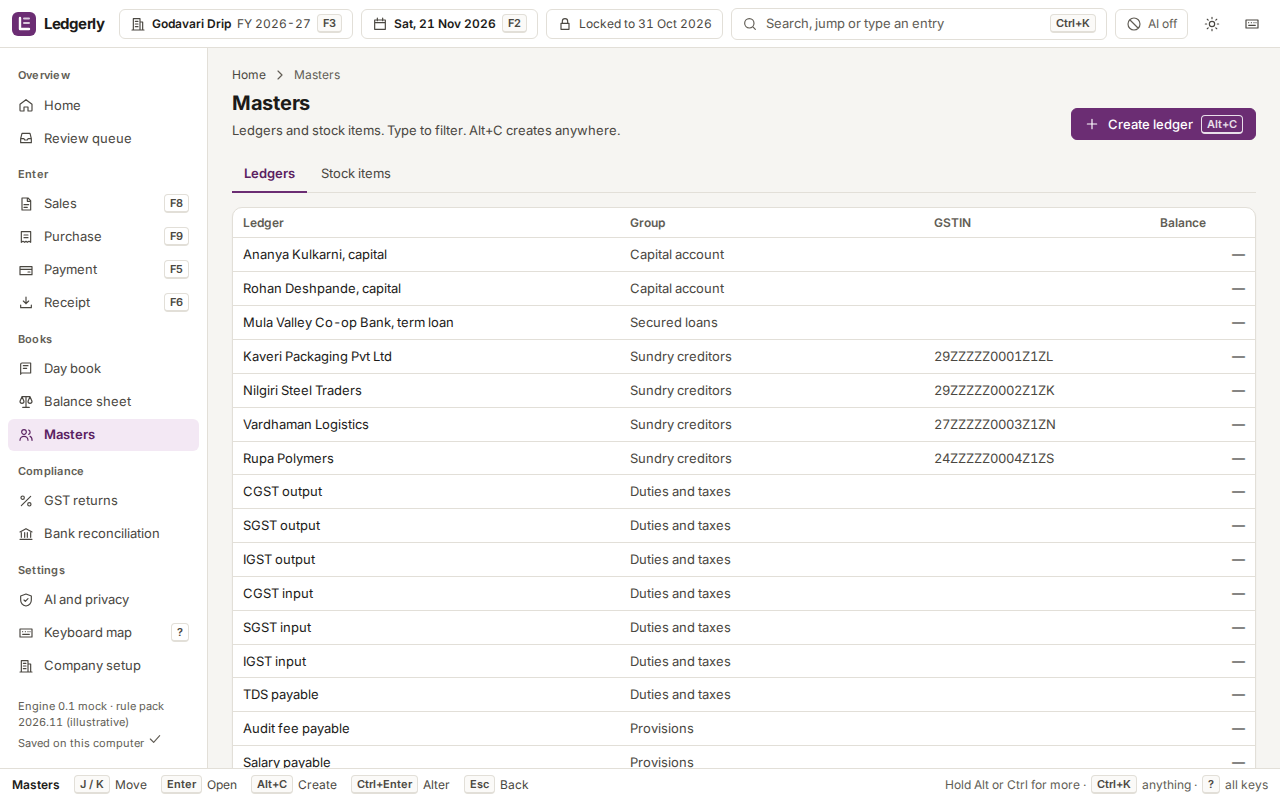 Ledgerly
Godavari Drip FY 2026-27 F3
Sat, 21 Nov 2026 F2
Locked to 31 Oct 2026
Search, jump or type an entry Ctrl+K
AI off
Overview
Home
Review queue
Enter
Sales F8
Purchase F9
Payment F5
Receipt F6
Books
Day book
Balance sheet
Masters
Compliance
GST returns
Bank reconciliation
Settings
AI and privacy
Keyboard map ?
Company setup
Engine 0.1 mock · rule pack
2026.11 (illustrative)
Saved on this computer
Home > Masters
Masters
Ledgers and stock items. Type to filter. Alt+C creates anywhere.
+ Create ledger Alt+C
Ledgers Stock items
Ledger Group GSTIN Balance
Ananya Kulkarni, capital Capital account —
Rohan Deshpande, capital Capital account —
Mula Valley Co-op Bank, term loan Secured loans —
Kaveri Packaging Pvt Ltd Sundry creditors 29ZZZZZ0001Z1ZL —
Nilgiri Steel Traders Sundry creditors 29ZZZZZ0002Z1ZK —
Vardhaman Logistics Sundry creditors 27ZZZZZ0003Z1ZN —
Rupa Polymers Sundry creditors 24ZZZZZ0004Z1ZS —
CGST output Duties and taxes —
SGST output Duties and taxes —
IGST output Duties and taxes —
CGST input Duties and taxes —
SGST input Duties and taxes —
IGST input Duties and taxes —
TDS payable Duties and taxes —
Audit fee payable Provisions —
Salary payable Provisions —
Masters J / K Move Enter Open Alt+C Create Ctrl+Enter Alter Esc Back
Hold Alt or Ctrl for more · Ctrl+K anything · ? all keys